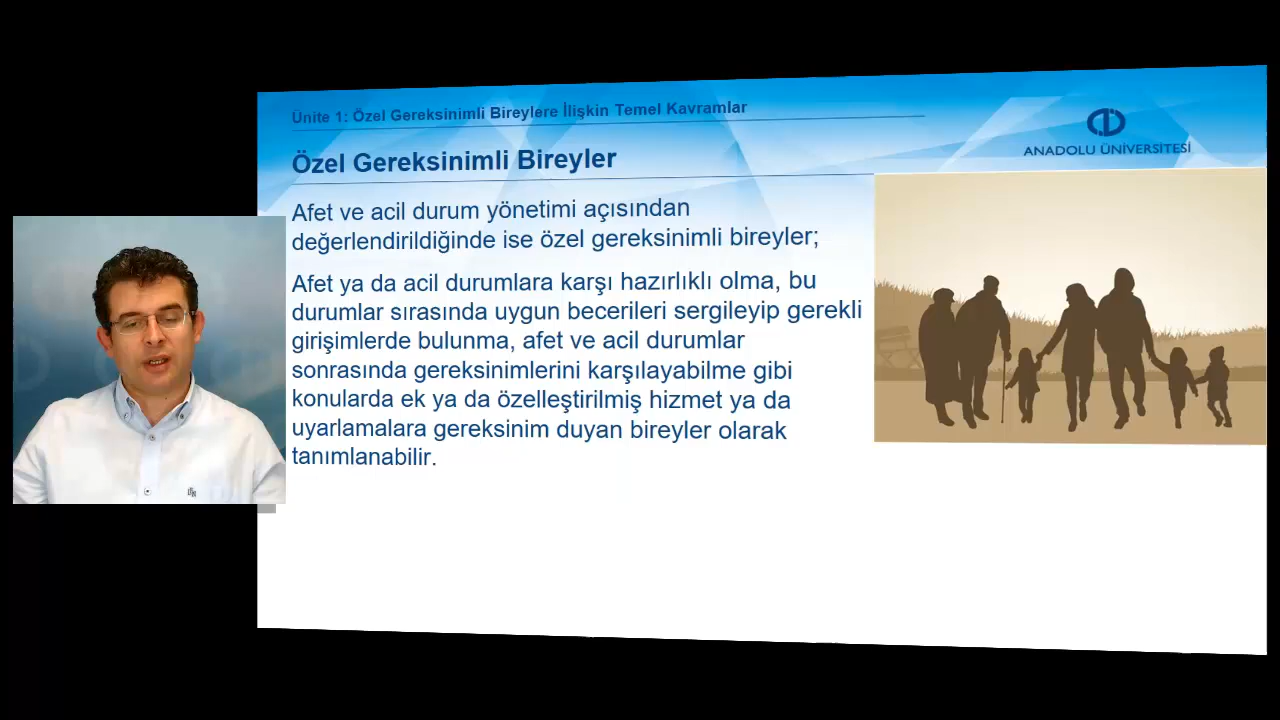 Ünite 1: Özel Gereksinimli Bireylere İlişkin Temel Kavramlar
ANADOLU ÜNİVERSİTESİ
Özel Gereksinimli Bireyler
Afet ve acil durum yönetimi açısından
değerlendirildiğinde ise özel gereksinimli bireyler;
Afet ya da acil durumlara karşı hazırlıklı olma, bu
durumlar sırasında uygun becerileri sergileyip gerekli
girişimlerde bulunma, afet ve acil durumlar
sonrasında gereksinimlerini karşılayabilme gibi
konularda ek ya da özelleştirilmiş hizmet ya da
uyarlamalara gereksinim duyan bireyler olarak
tanımlanabilir.